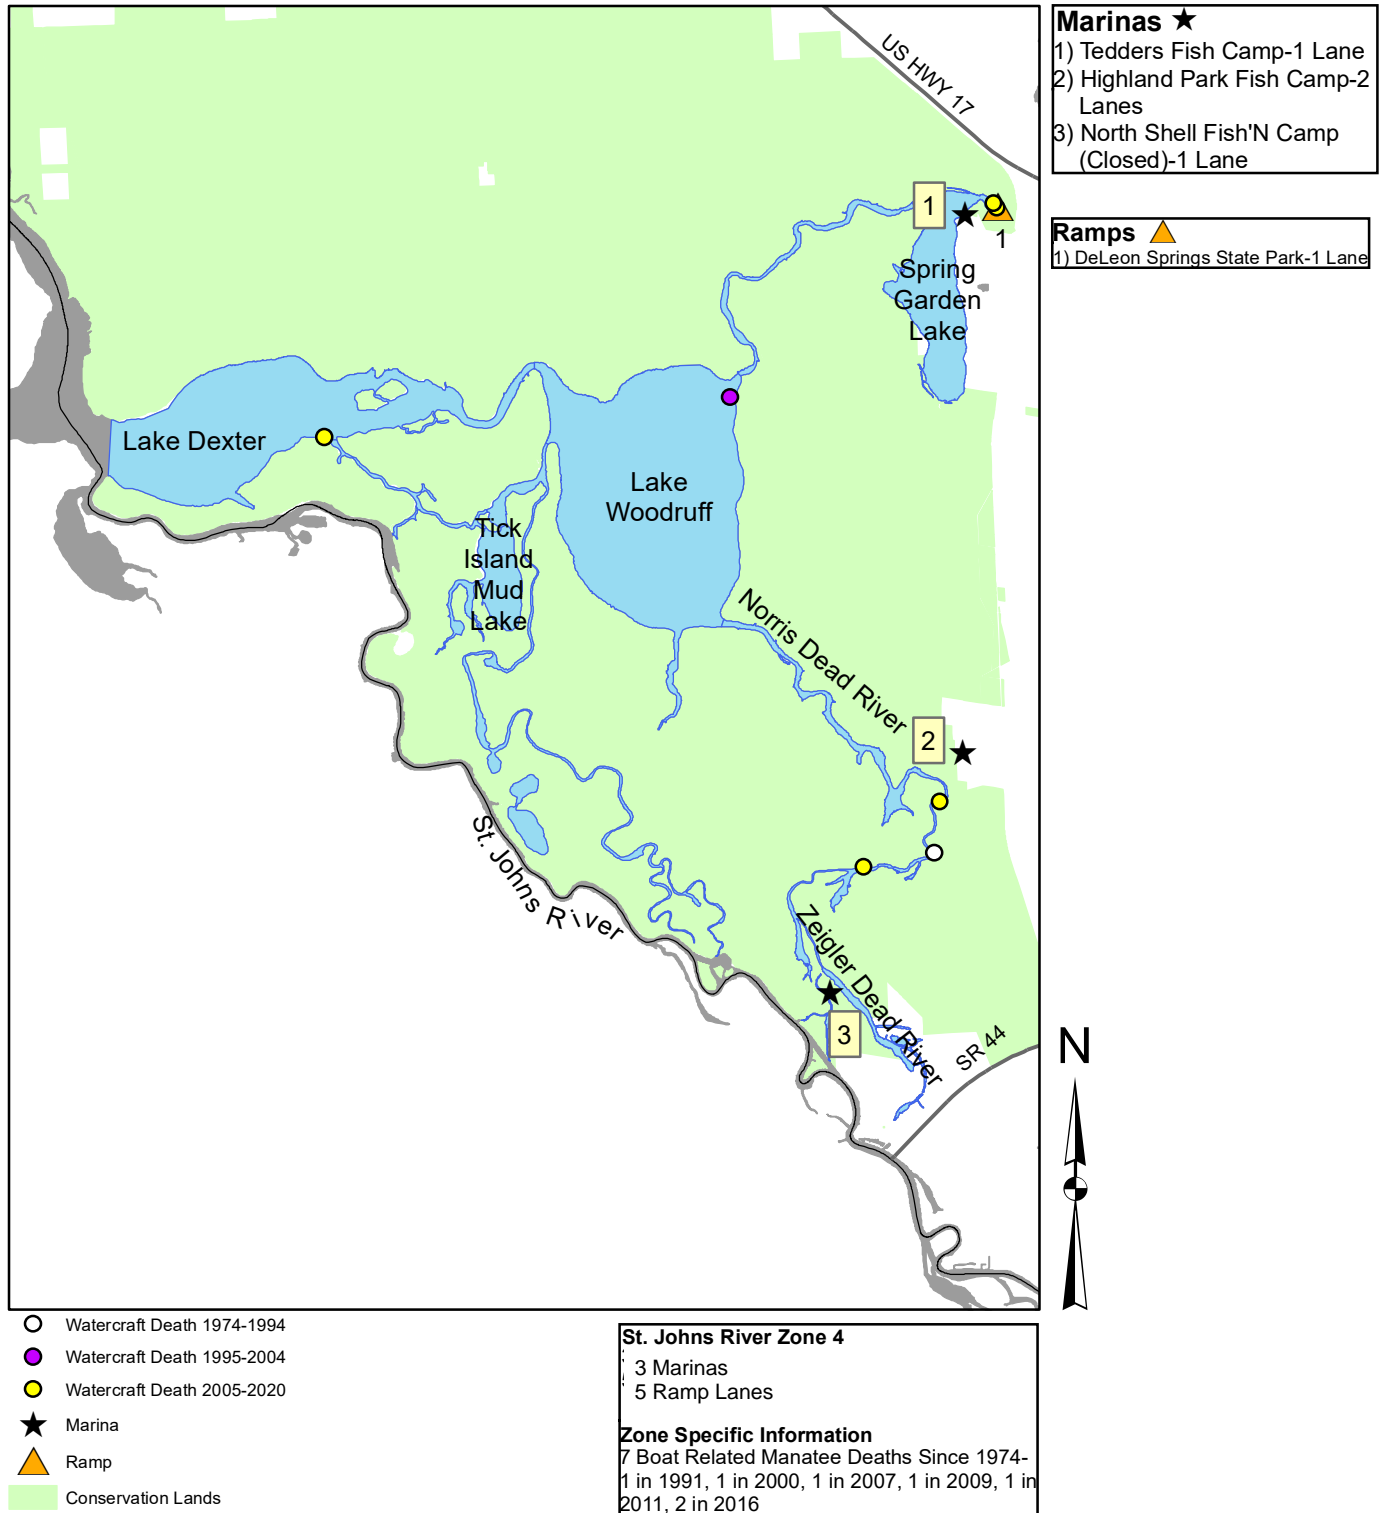 US HWY 17
1
1
Spring
Garden
Lake
Lake Dexter
Lake
Woodruff
Tick
Island
Mud
Lake
Norris Dead River
2
St. Johns River
Zeigler Dead River
3
SR 44
Marinas
1) Tedders Fish Camp-1 Lane
2) Highland Park Fish Camp-2
Lanes
3) North Shell Fish'N Camp
(Closed)-1 Lane
Ramps
1) DeLeon Springs State Park-1 Lane
N
Watercraft Death 1974-1994
Watercraft Death 1995-2004
Watercraft Death 2005-2020
Marina
Ramp
Conservation Lands
St. Johns River Zone 4
3 Marinas
5 Ramp Lanes
Zone Specific Information
7 Boat Related Manatee Deaths Since 1974-
1 in 1991, 1 in 2000, 1 in 2007, 1 in 2009, 1 in
2011, 2 in 2016